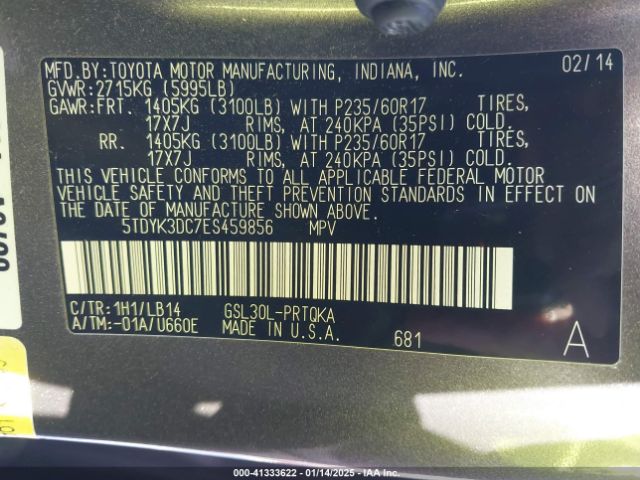 MFD.BY:TOYOTA MOTOR MANUFACTURING, INDIANA, INC. 02/14
GVWR:2715KG (5995LB)
GAWR:FRT. 1405KG (3100LB) WITH P235/60R17 TIRES,
17X7J RIMS, AT 240KPA (35PSI) COLD.
RR. 1405KG (3100LB) WITH P235/60R17 TIRES,
17X7J RIMS, AT 240KPA (35PSI) COLD.
THIS VEHICLE CONFORMS TO ALL APPLICABLE FEDERAL MOTOR
VEHICLE SAFETY AND THEFT PREVENTION STANDARDS IN EFFECT ON
THE DATE OF MANUFACTURE SHOWN ABOVE.
5TDYK3DC7ES459856 MPV
C/TR:1H1/LB14 GSL30L-PRTQKA
A/TM:-01A/U660E MADE IN U.S.A. 681 A
000-41333622 - 01/14/2025 - IAA Inc.